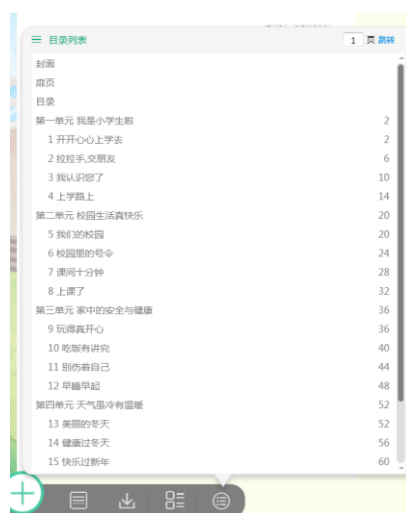 目录列表 1 页 跳转
封面
扉页
目录
第一单元 我是小学生啦 2
1 开开心心上学去 2
2 拉拉手,交朋友 6
3 我认识您了 10
4 上学路上 14
第二单元 校园生活真快乐 20
5 我们的校园 20
6 校园里的号令 24
7 课间十分钟 28
8 上课了 32
第三单元 家中的安全与健康 36
9 玩得真开心 36
10 吃饭有讲究 40
11 别伤着自己 44
12 早睡早起 48
第四单元 天气虽冷有温暖 52
13 美丽的冬天 52
14 健康过冬天 56
15 快乐过新年 60